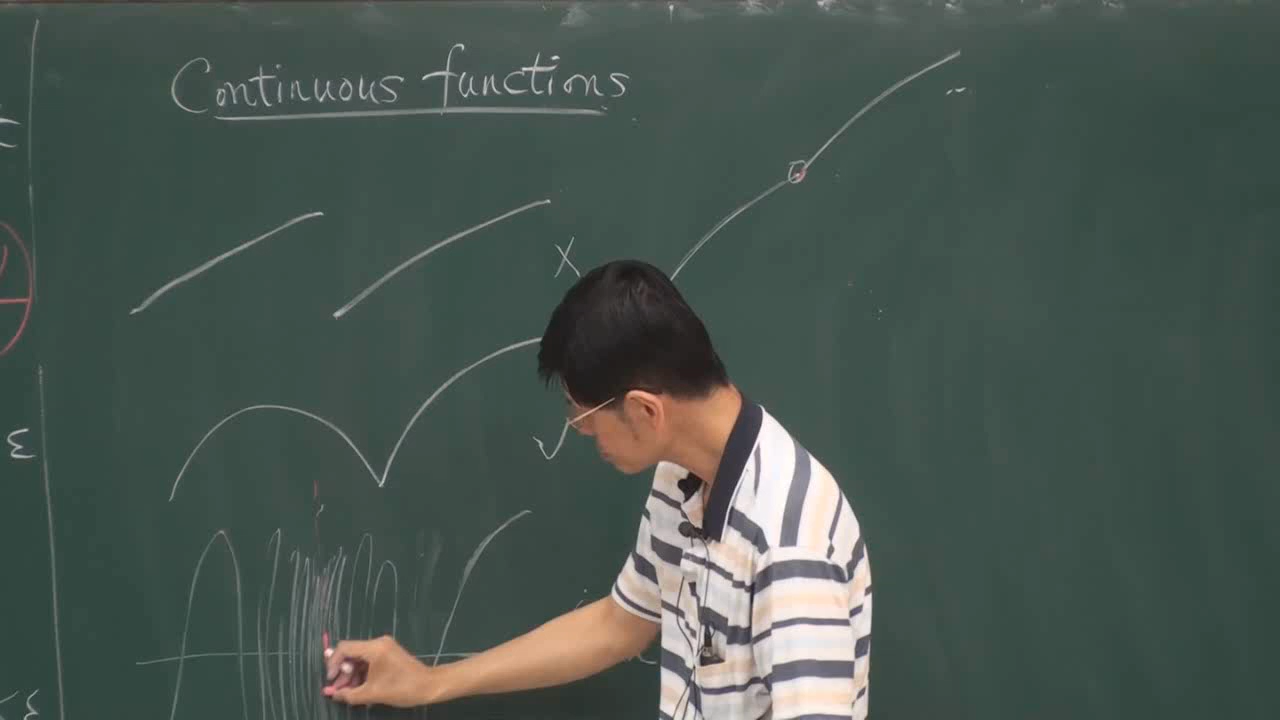 Continuous functions
X
ε
< ε